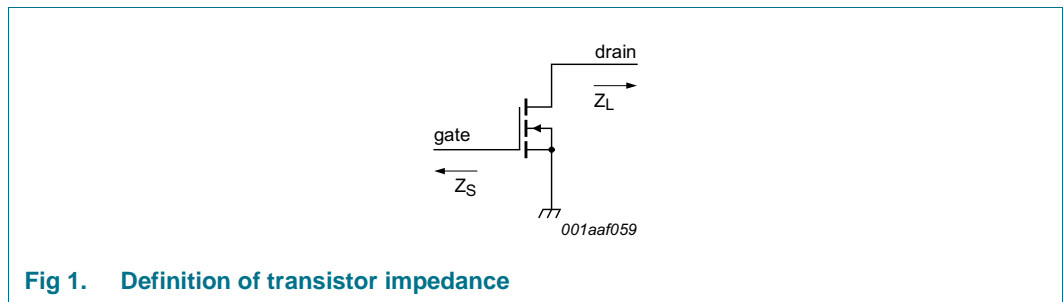 drain
Z_L
gate
Z_S
001aaf059
Fig 1. Definition of transistor impedance